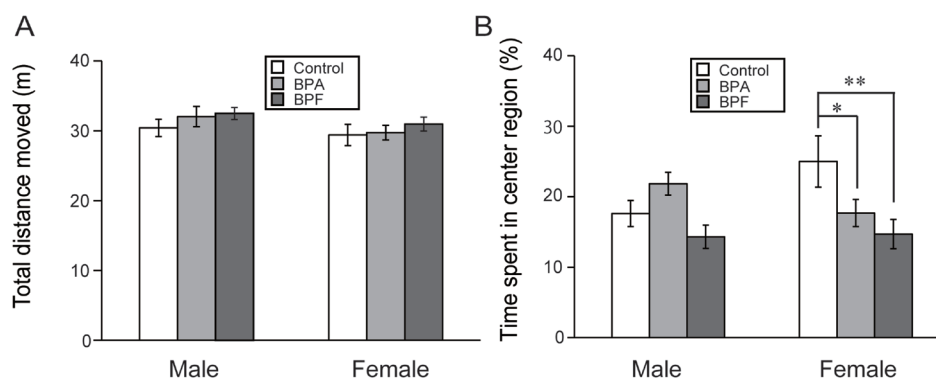 A
Total distance moved (m)
40
30
20
10
0
Control
BPA
BPF
Male
Female
B
Time spent in center region (%)
40
30
20
10
0
Control
BPA
BPF
*
**
Male
Female